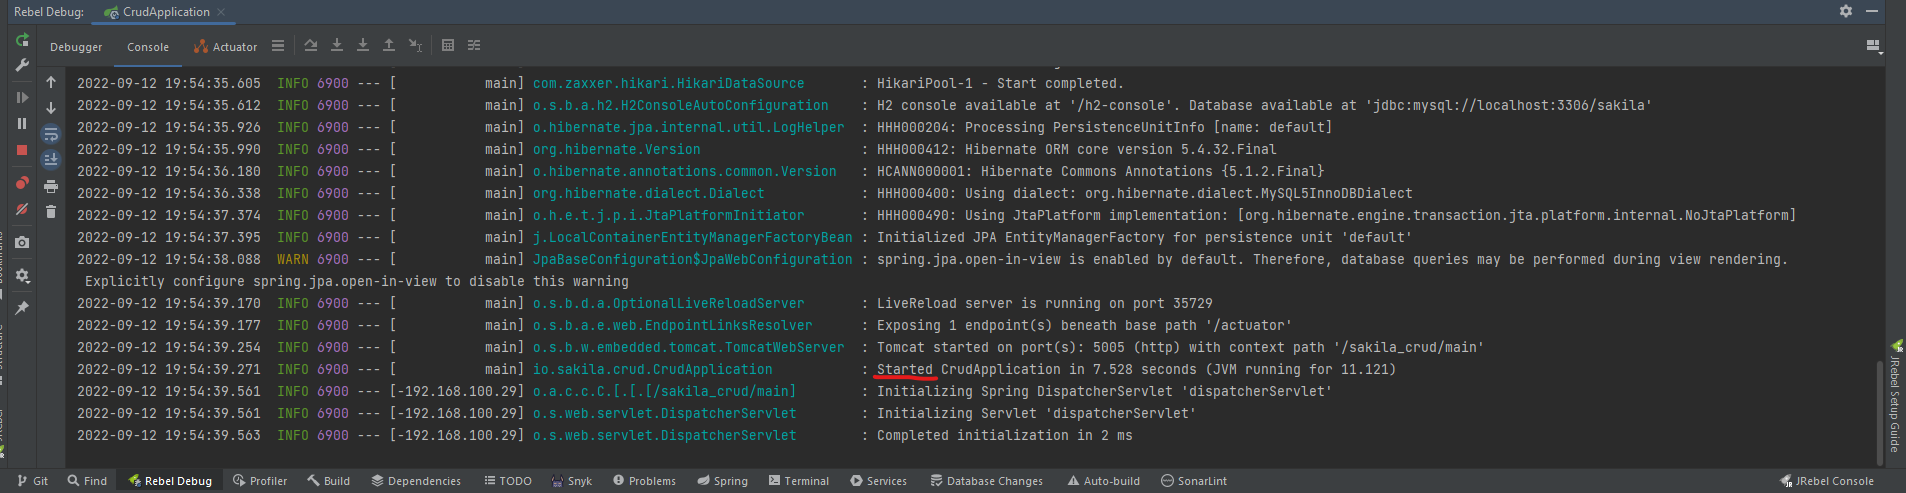 Rebel Debug: CrudApplication
Debugger Console Actuator
2022-09-12 19:54:35.605 INFO 6900 --- [ main] com.zaxxer.hikari.HikariDataSource : HikariPool-1 - Start completed.
2022-09-12 19:54:35.612 INFO 6900 --- [ main] o.s.b.a.h2.H2ConsoleAutoConfiguration : H2 console available at '/h2-console'. Database available at 'jdbc:mysql://localhost:3306/sakila'
2022-09-12 19:54:35.926 INFO 6900 --- [ main] o.hibernate.jpa.internal.util.LogHelper : HHH000204: Processing PersistenceUnitInfo [name: default]
2022-09-12 19:54:35.990 INFO 6900 --- [ main] org.hibernate.Version : HHH000412: Hibernate ORM core version 5.4.32.Final
2022-09-12 19:54:36.180 INFO 6900 --- [ main] o.hibernate.annotations.common.Version : HCANN000001: Hibernate Commons Annotations {5.1.2.Final}
2022-09-12 19:54:36.338 INFO 6900 --- [ main] org.hibernate.dialect.Dialect : HHH000400: Using dialect: org.hibernate.dialect.MySQL5InnoDBDialect
2022-09-12 19:54:37.374 INFO 6900 --- [ main] o.h.e.t.j.p.i.JtaPlatformInitiator : HHH000490: Using JtaPlatform implementation: [org.hibernate.engine.transaction.jta.platform.internal.NoJtaPlatform]
2022-09-12 19:54:37.395 INFO 6900 --- [ main] j.LocalContainerEntityManagerFactoryBean : Initialized JPA EntityManagerFactory for persistence unit 'default'
2022-09-12 19:54:38.088 WARN 6900 --- [ main] JpaBaseConfiguration$JpaWebConfiguration : spring.jpa.open-in-view is enabled by default. Therefore, database queries may be performed during view rendering.
Explicitly configure spring.jpa.open-in-view to disable this warning
2022-09-12 19:54:39.170 INFO 6900 --- [ main] o.s.b.d.a.OptionalLiveReloadServer : LiveReload server is running on port 35729
2022-09-12 19:54:39.177 INFO 6900 --- [ main] o.s.b.a.e.web.EndpointLinksResolver : Exposing 1 endpoint(s) beneath base path '/actuator'
2022-09-12 19:54:39.254 INFO 6900 --- [ main] o.s.b.w.embedded.tomcat.TomcatWebServer : Tomcat started on port(s): 5005 (http) with context path '/sakila_crud/main'
2022-09-12 19:54:39.271 INFO 6900 --- [ main] io.sakila.crud.CrudApplication : Started CrudApplication in 7.528 seconds (JVM running for 11.121)
2022-09-12 19:54:39.561 INFO 6900 --- [-192.168.100.29] o.a.c.c.C.[.[.[/sakila_crud/main] : Initializing Spring DispatcherServlet 'dispatcherServlet'
2022-09-12 19:54:39.561 INFO 6900 --- [-192.168.100.29] o.s.web.servlet.DispatcherServlet : Initializing Servlet 'dispatcherServlet'
2022-09-12 19:54:39.563 INFO 6900 --- [-192.168.100.29] o.s.web.servlet.DispatcherServlet : Completed initialization in 2 ms
JRebel Setup Guide
Git Find Rebel Debug Profiler Build Dependencies TODO Snyk Problems Spring Terminal Services Database Changes Auto-build SonarLint JRebel Console